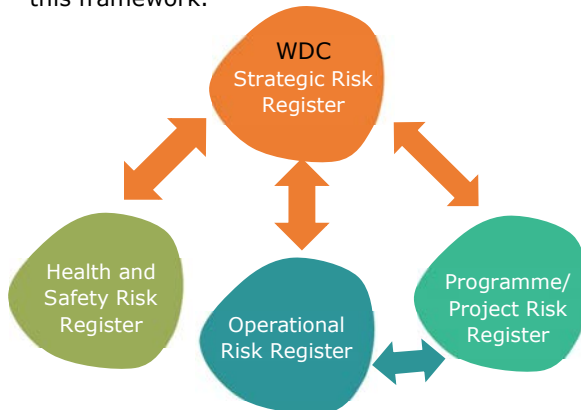 this framework.
WDC
Strategic Risk
Register
Health and
Safety Risk
Register
Operational
Risk Register
Programme/
Project Risk
Register